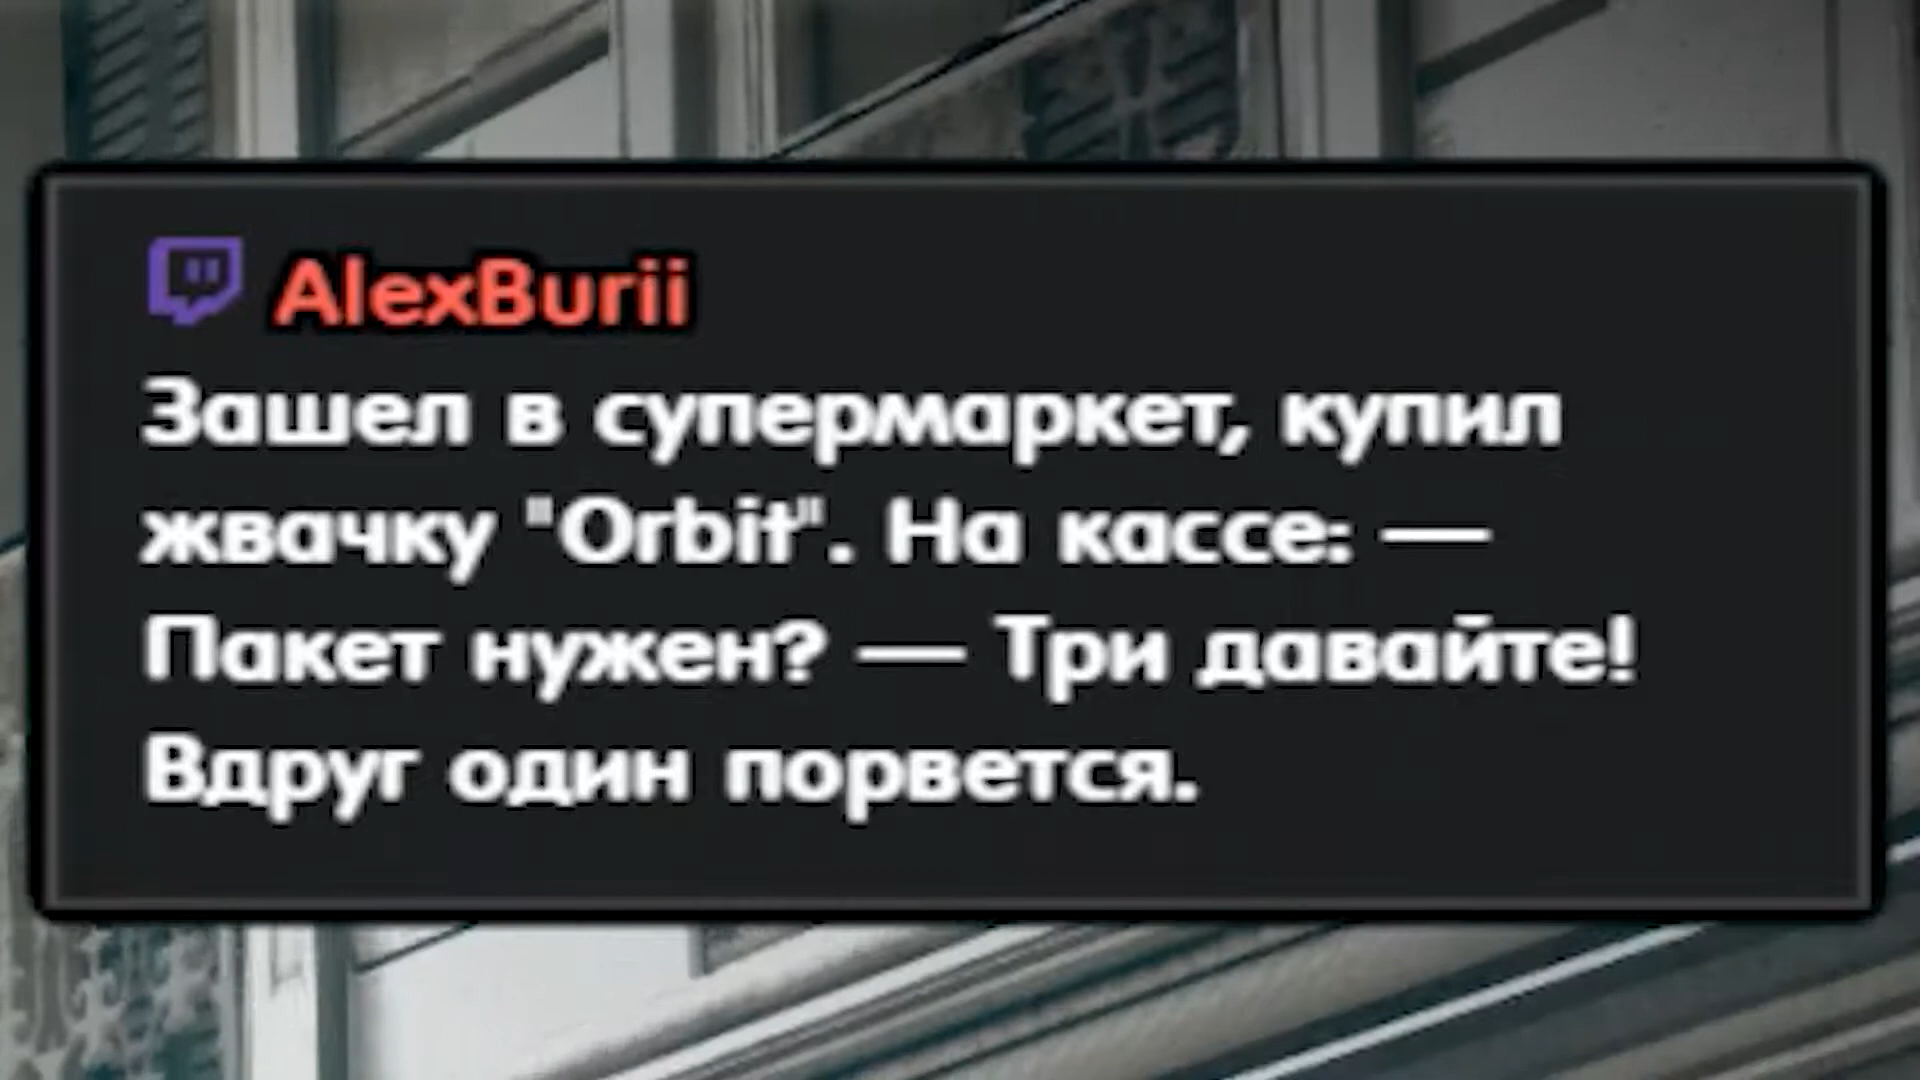 AlexBurii
Зашел в супермаркет, купил
жвачку "Orbit". На кассе: —
Пакет нужен? — Три давайте!
Вдруг один порвется.